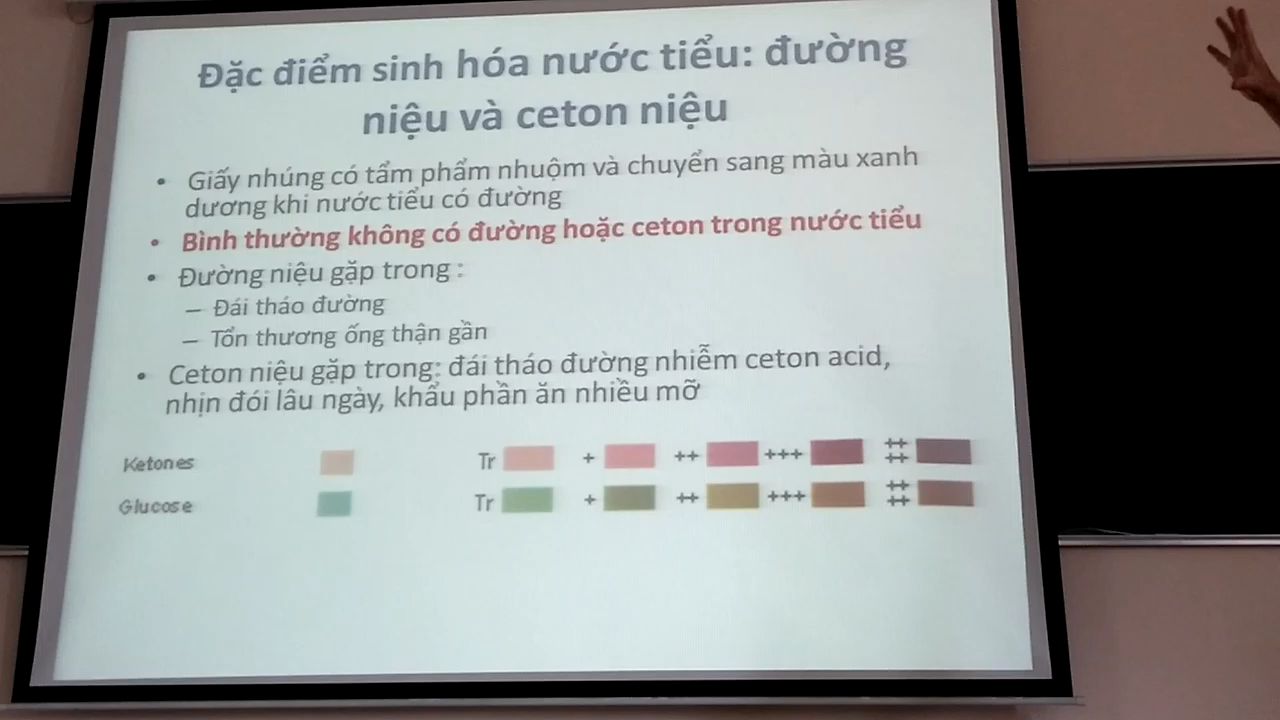 Đặc điểm sinh hóa nước tiểu: đường
niệu và ceton niệu
• Giấy nhúng có tẩm phẩm nhuộm và chuyển sang màu xanh
dương khi nước tiểu có đường
• Bình thường không có đường hoặc ceton trong nước tiểu
• Đường niệu gặp trong :
– Đái tháo đường
– Tổn thương ống thận gần
• Ceton niệu gặp trong: đái tháo đường nhiễm ceton acid,
nhịn đói lâu ngày, khẩu phần ăn nhiều mỡ
Ketones Tr + ++ +++ ++++
Glucose Tr + ++ +++ ++++